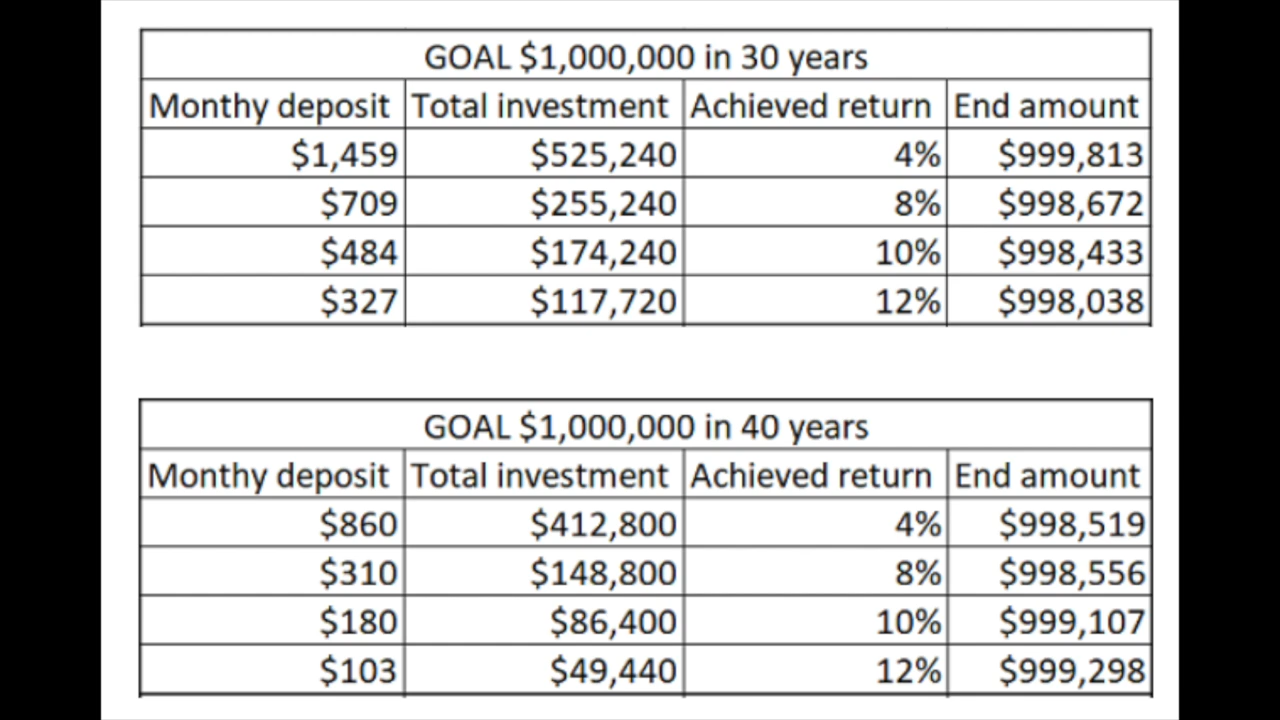 GOAL $1,000,000 in 30 years
Monthy deposit Total investment Achieved return End amount
$1,459 $525,240 4% $999,813
$709 $255,240 8% $998,672
$484 $174,240 10% $998,433
$327 $117,720 12% $998,038
GOAL $1,000,000 in 40 years
Monthy deposit Total investment Achieved return End amount
$860 $412,800 4% $998,519
$310 $148,800 8% $998,556
$180 $86,400 10% $999,107
$103 $49,440 12% $999,298